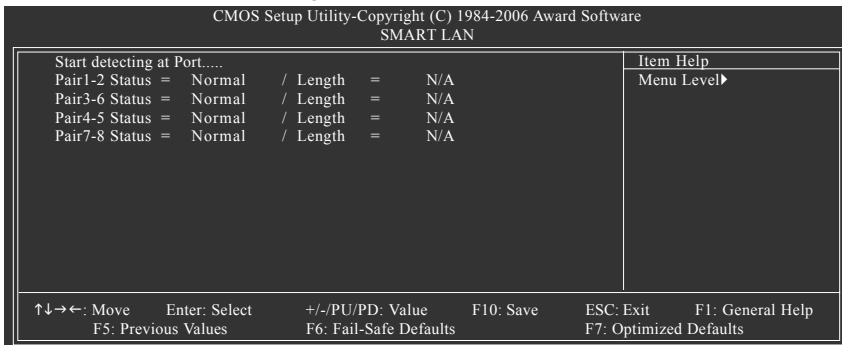 CMOS Setup Utility-Copyright (C) 1984-2006 Award Software
SMART LAN
Start detecting at Port.....
Pair1-2 Status = Normal / Length = N/A
Pair3-6 Status = Normal / Length = N/A
Pair4-5 Status = Normal / Length = N/A
Pair7-8 Status = Normal / Length = N/A
Item Help
Menu Level▶
↑↓→←: Move Enter: Select +/-/PU/PD: Value F10: Save ESC: Exit F1: General Help
F5: Previous Values F6: Fail-Safe Defaults F7: Optimized Defaults